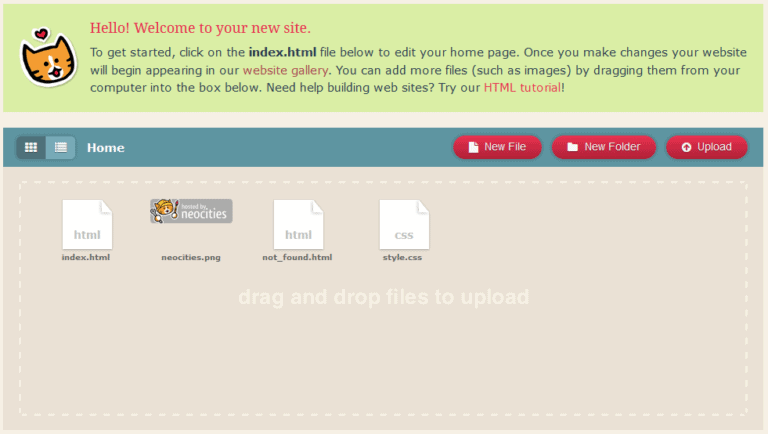 Hello! Welcome to your new site.
To get started, click on the index.html file below to edit your home page. Once you make changes your website
will begin appearing in our website gallery. You can add more files (such as images) by dragging them from your
computer into the box below. Need help building web sites? Try our HTML tutorial!
Home New File New Folder Upload
html hosted by neocities html css
index.html neocities.png not_found.html style.css
drag and drop files to upload